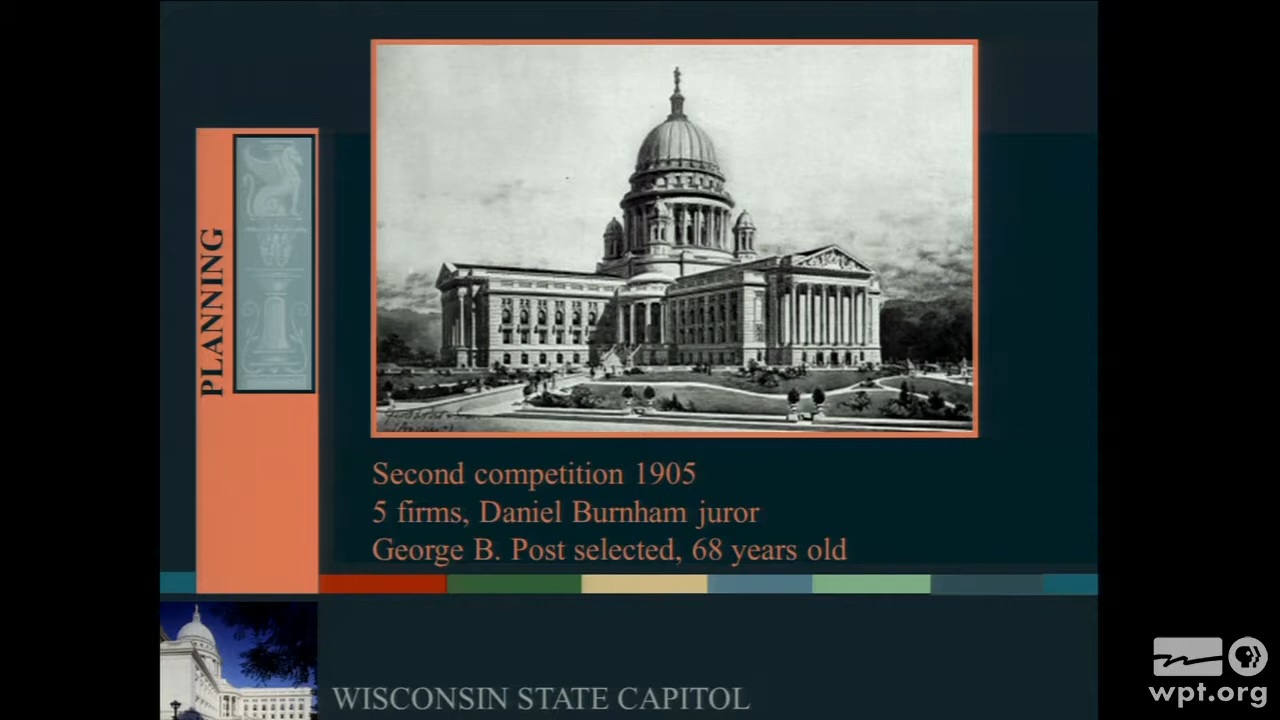 PLANNING
Second competition 1905
5 firms, Daniel Burnham juror
George B. Post selected, 68 years old
WISCONSIN STATE CAPITOL
wpt.org